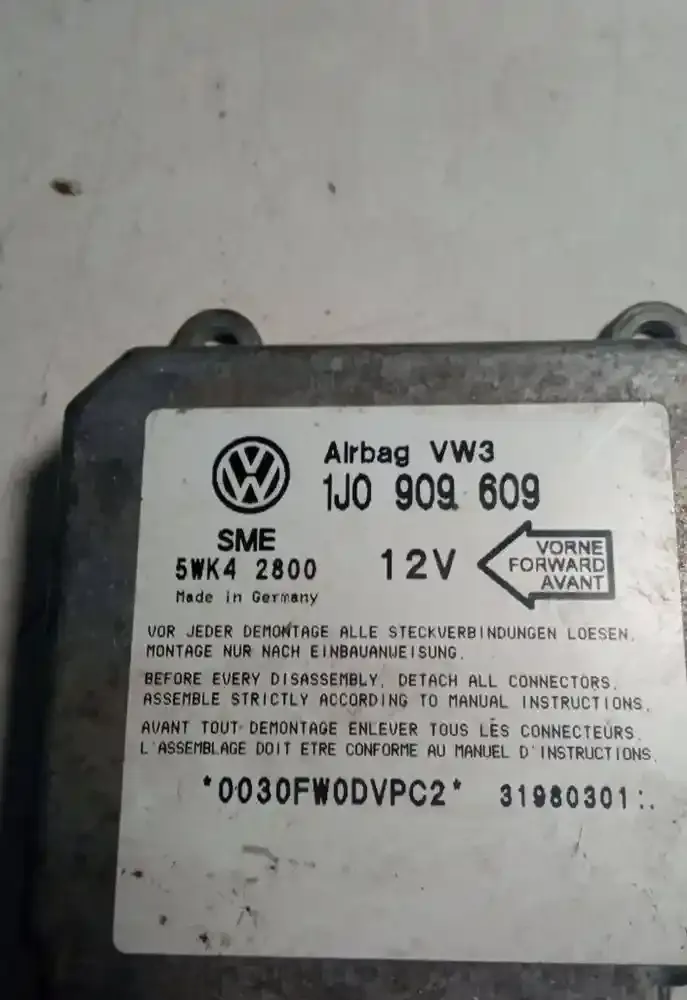 Airbag VW3
1J0 909 609
SME
5WK4 2800
Made in Germany
12V
VORNE
FORWARD
AVANT
VOR JEDER DEMONTAGE ALLE STECKVERBINDUNGEN LOESEN.
MONTAGE NUR NACH EINBAUANWEISUNG.
BEFORE EVERY DISASSEMBLY, DETACH ALL CONNECTORS.
ASSEMBLE STRICTLY ACCORDING TO MANUAL INSTRUCTIONS.
AVANT TOUT DEMONTAGE ENLEVER TOUS LES CONNECTEURS.
L'ASSEMBLAGE DOIT ETRE CONFORME AU MANUEL D'INSTRUCTIONS.
*0030FW0DVPC2* 31980301:.